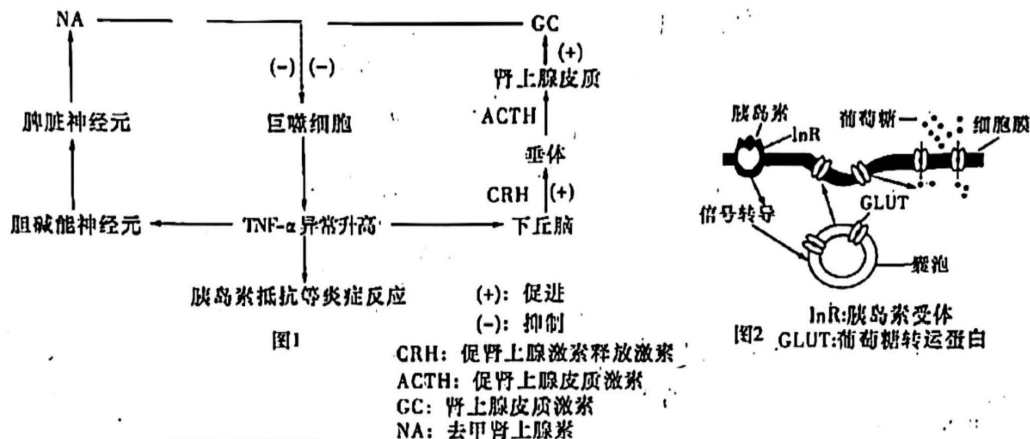 NA
GC
(-) (-)
(+)
肾上腺皮质
脾脏神经元
巨噬细胞
ACTH
垂体
CRH
(+)
胆碱能神经元
TNF-α异常升高
下丘脑
胰岛素抵抗等炎症反应
图1
(+): 促进
(-): 抑制
CRH: 促肾上腺激素释放激素
ACTH: 促肾上腺皮质激素
GC: 肾上腺皮质激素
NA: 去甲肾上腺素
胰岛素
InR
葡萄糖
细胞膜
信号转导
GLUT
囊泡
InR:胰岛素受体
图2
GLUT:葡萄糖转运蛋白